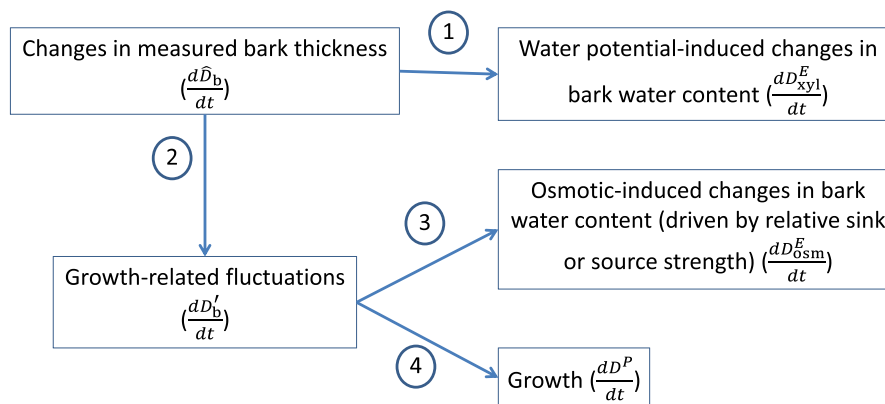 Changes in measured bark thickness
(dD̂_b/dt)
1
Water potential-induced changes in
bark water content (dD^E_xyl/dt)
2
Osmotic-induced changes in bark
water content (driven by relative sink
or source strength) (dD^E_osm/dt)
3
Growth-related fluctuations
(dD′_b/dt)
4
Growth (dD^P/dt)